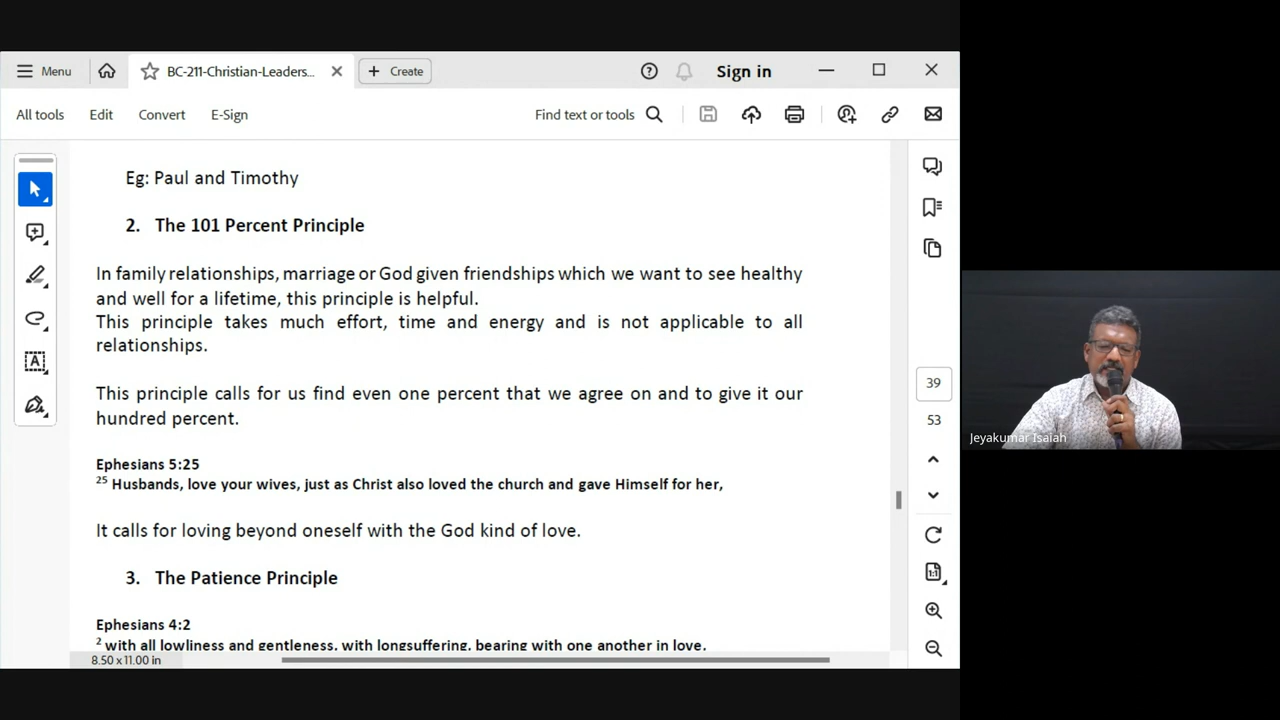 Menu
BC-211-Christian-Leaders...
Create
Sign in
All tools
Edit
Convert
E-Sign
Find text or tools
Eg: Paul and Timothy
2. The 101 Percent Principle
In family relationships, marriage or God given friendships which we want to see healthy
and well for a lifetime, this principle is helpful.
This principle takes much effort, time and energy and is not applicable to all
relationships.
This principle calls for us find even one percent that we agree on and to give it our
hundred percent.
Ephesians 5:25
25 Husbands, love your wives, just as Christ also loved the church and gave Himself for her,
It calls for loving beyond oneself with the God kind of love.
3. The Patience Principle
Ephesians 4:2
2 with all lowliness and gentleness, with longsuffering, bearing with one another in love,
8.50 x 11.00 in
39
53
1:1
Jeyakumar Isaiah